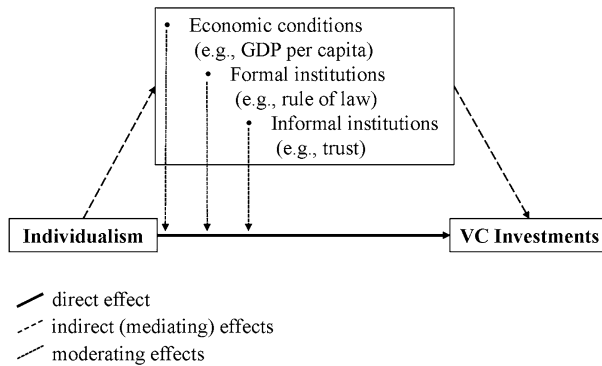 • Economic conditions
(e.g., GDP per capita)
• Formal institutions
(e.g., rule of law)
• Informal institutions
(e.g., trust)
Individualism
VC Investments
direct effect
indirect (mediating) effects
moderating effects